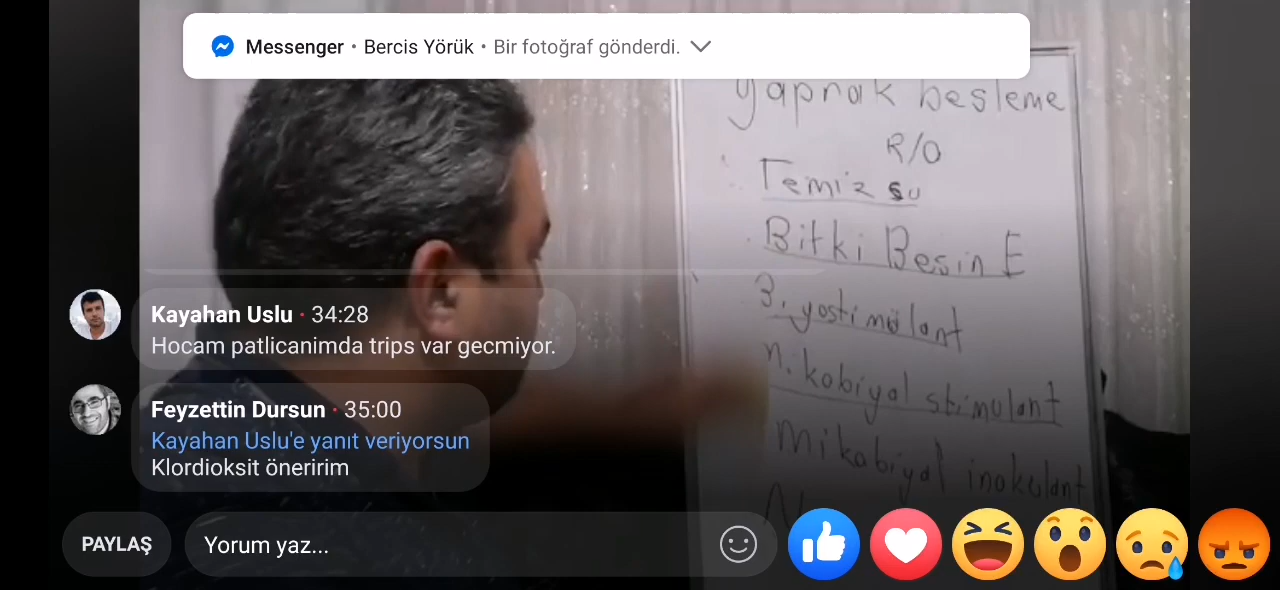 Messenger • Bercis Yörük • Bir fotoğraf gönderdi.
yaprak besleme
R/O
Temiz su
Bitki Besin E
B. yostimülant
M. kobiyal stimulant
Mikobiyal inokulant
Kayahan Uslu • 34:28
Hocam patlicanimda trips var gecmiyor.
Feyzettin Dursun • 35:00
Kayahan Uslu'e yanıt veriyorsun
Klordioksit öneririm
PAYLAŞ
Yorum yaz...